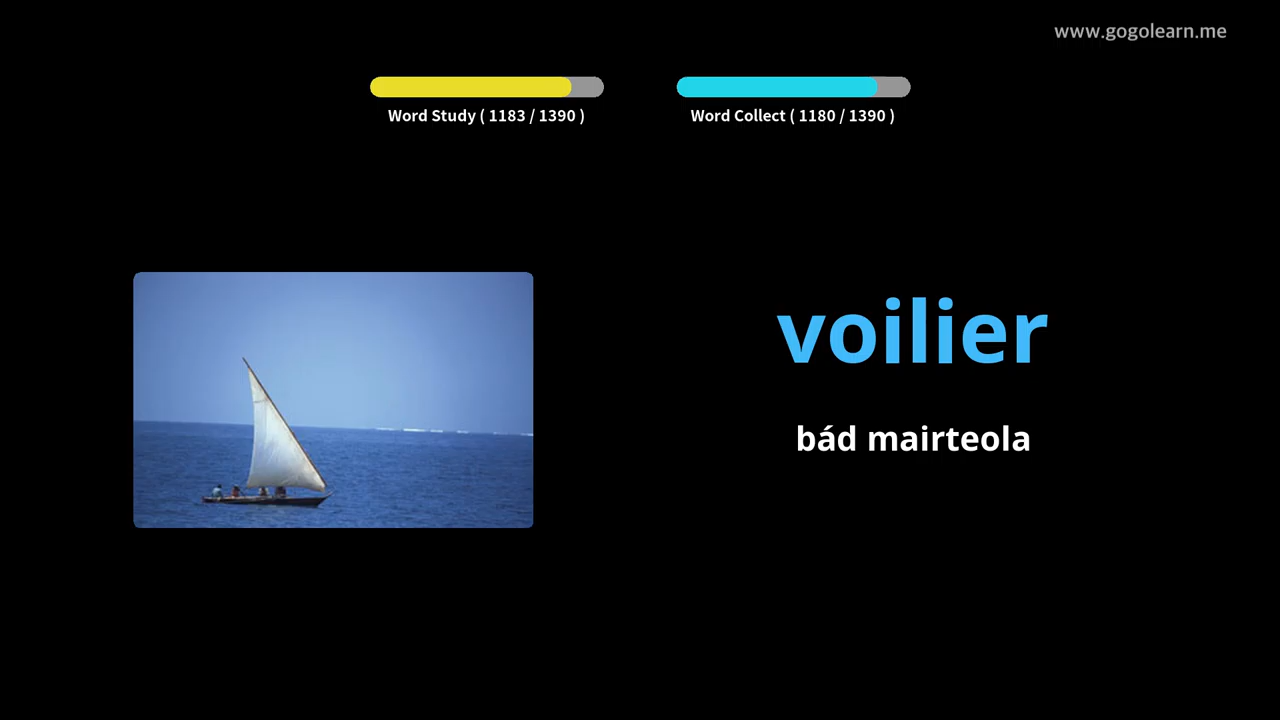 www.gogolearn.me
Word Study ( 1183 / 1390 )
Word Collect ( 1180 / 1390 )
voilier
bád mairteola